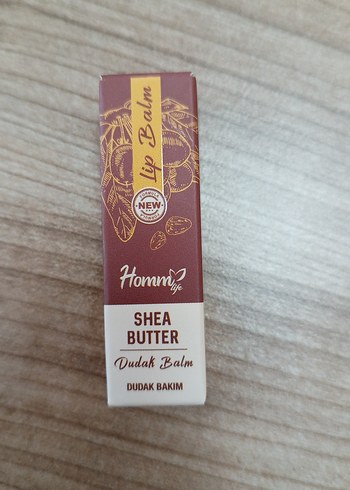 Lip Balm
NEW
Homm life
SHEA
BUTTER
Dudak Balm
DUDAK BAKIM